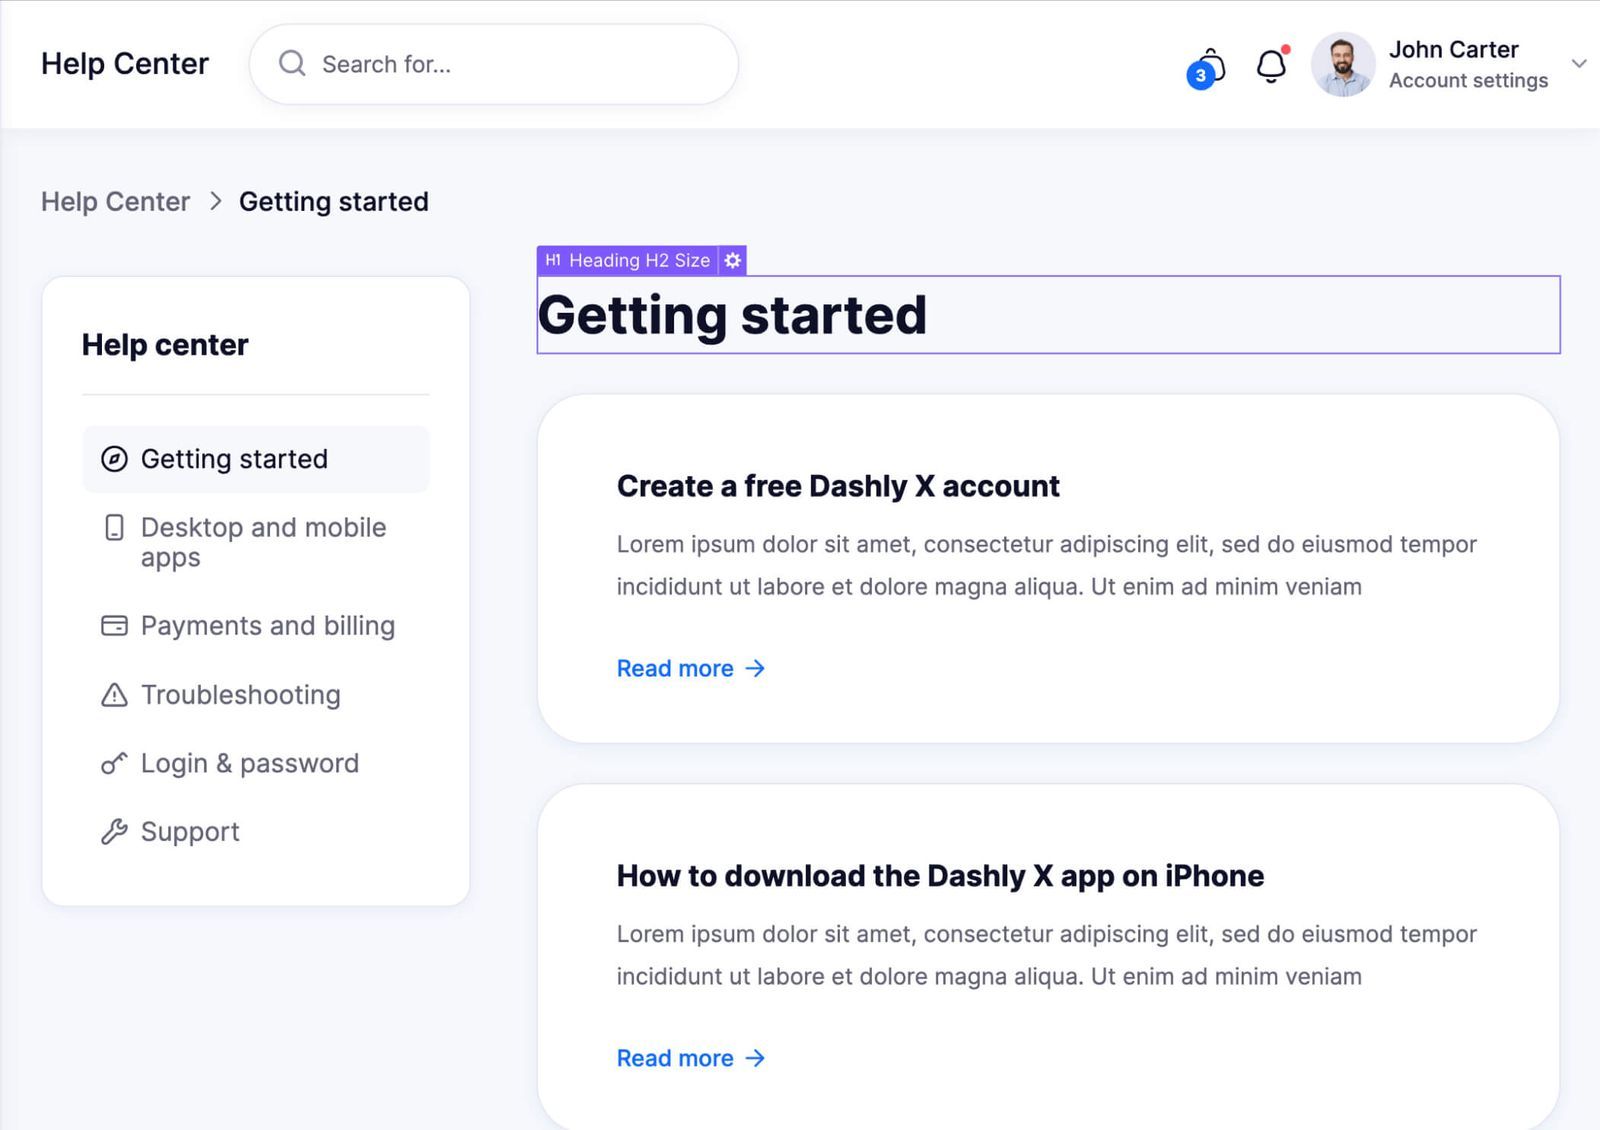 Help Center
Search for...
3
John Carter
Account settings
Help Center > Getting started
H1 Heading H2 Size
Getting started
Help center
Getting started
Desktop and mobile
apps
Payments and billing
Troubleshooting
Login & password
Support
Create a free Dashly X account
Lorem ipsum dolor sit amet, consectetur adipiscing elit, sed do eiusmod tempor
incididunt ut labore et dolore magna aliqua. Ut enim ad minim veniam
Read more →
How to download the Dashly X app on iPhone
Lorem ipsum dolor sit amet, consectetur adipiscing elit, sed do eiusmod tempor
incididunt ut labore et dolore magna aliqua. Ut enim ad minim veniam
Read more →